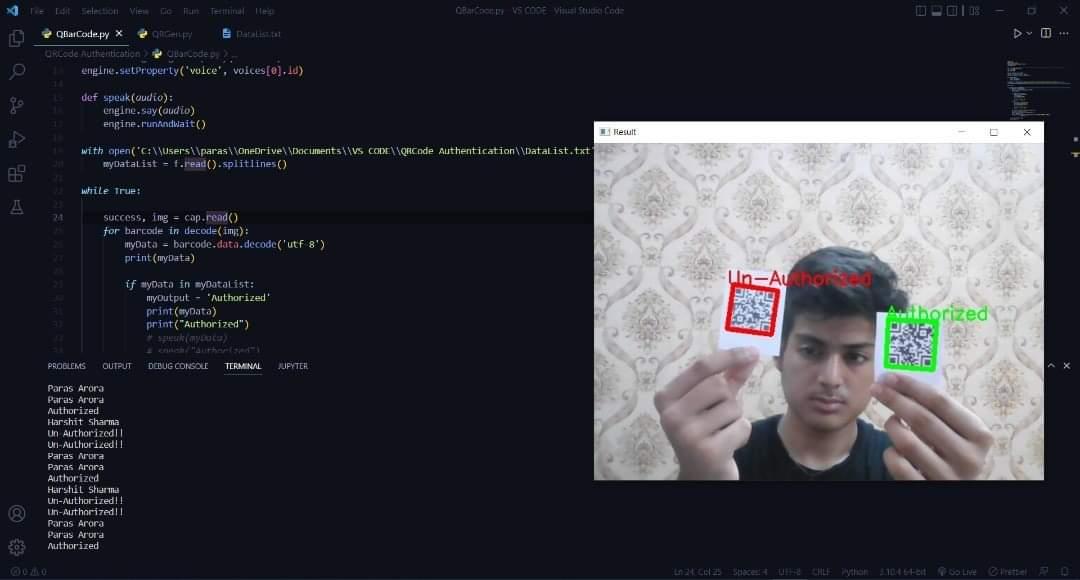 File Edit Selection View Go Run Terminal Help
QBarCode.py - VS CODE - Visual Studio Code
QBarCode.py QRGen.py DataList.txt
QRCode Authentication > QBarCode.py > ...
13 engine.setProperty('voice', voices[0].id)
14
15 def speak(audio):
16 engine.say(audio)
17 engine.runAndWait()
18
19 with open('C:\\Users\\paras\\OneDrive\\Documents\\VS CODE\\QRCode Authentication\\DataList.txt'
20 myDataList = f.read().splitlines()
21
22 while True:
23
24 success, img = cap.read()
25 for barcode in decode(img):
26 myData = barcode.data.decode('utf-8')
27 print(myData)
28
29 if myData in myDataList:
30 myOutput = 'Authorized'
31 print(myData)
32 print("Authorized")
33 # speak(myData)
34 # speak("Authorized")
Result
Un-Authorized
Authorized
PROBLEMS OUTPUT DEBUG CONSOLE TERMINAL JUPYTER
Paras Arora
Paras Arora
Authorized
Harshit Sharma
Un-Authorized!!
Un-Authorized!!
Paras Arora
Paras Arora
Authorized
Harshit Sharma
Un-Authorized!!
Un-Authorized!!
Paras Arora
Paras Arora
Authorized
0 0 Ln 24, Col 25 Spaces: 4 UTF-8 CRLF Python 3.10.4 64-bit Go Live Prettier